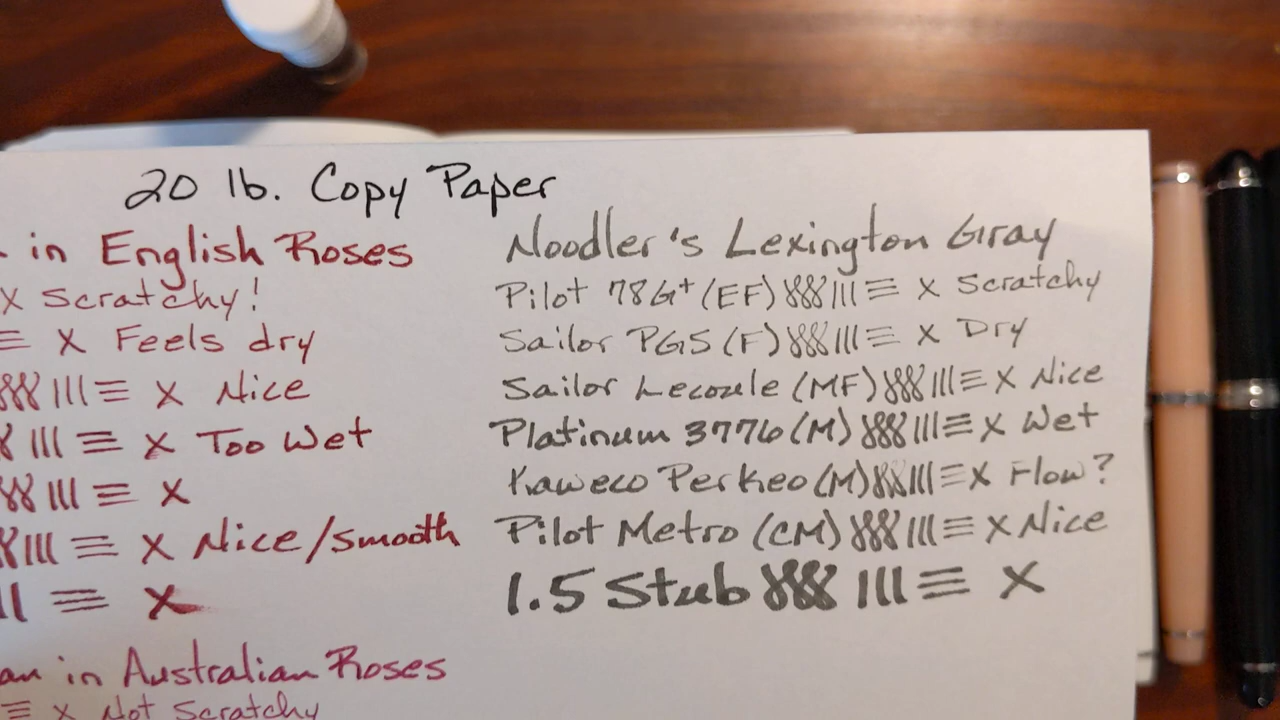 20 lb. Copy Paper
in English Roses
X Scratchy!
X Feels dry
X Nice
X Too Wet
X
X Nice/smooth
X
in Australian Roses
X Not Scratchy
Noodler's Lexington Gray
Pilot 78G+ (EF) X Scratchy
Sailor PGS (F) X Dry
Sailor Lecoule (MF) X Nice
Platinum 3776 (M) X Wet
Kaweco Perkeo (M) X Flow?
Pilot Metro (CM) X Nice
1.5 Stub X